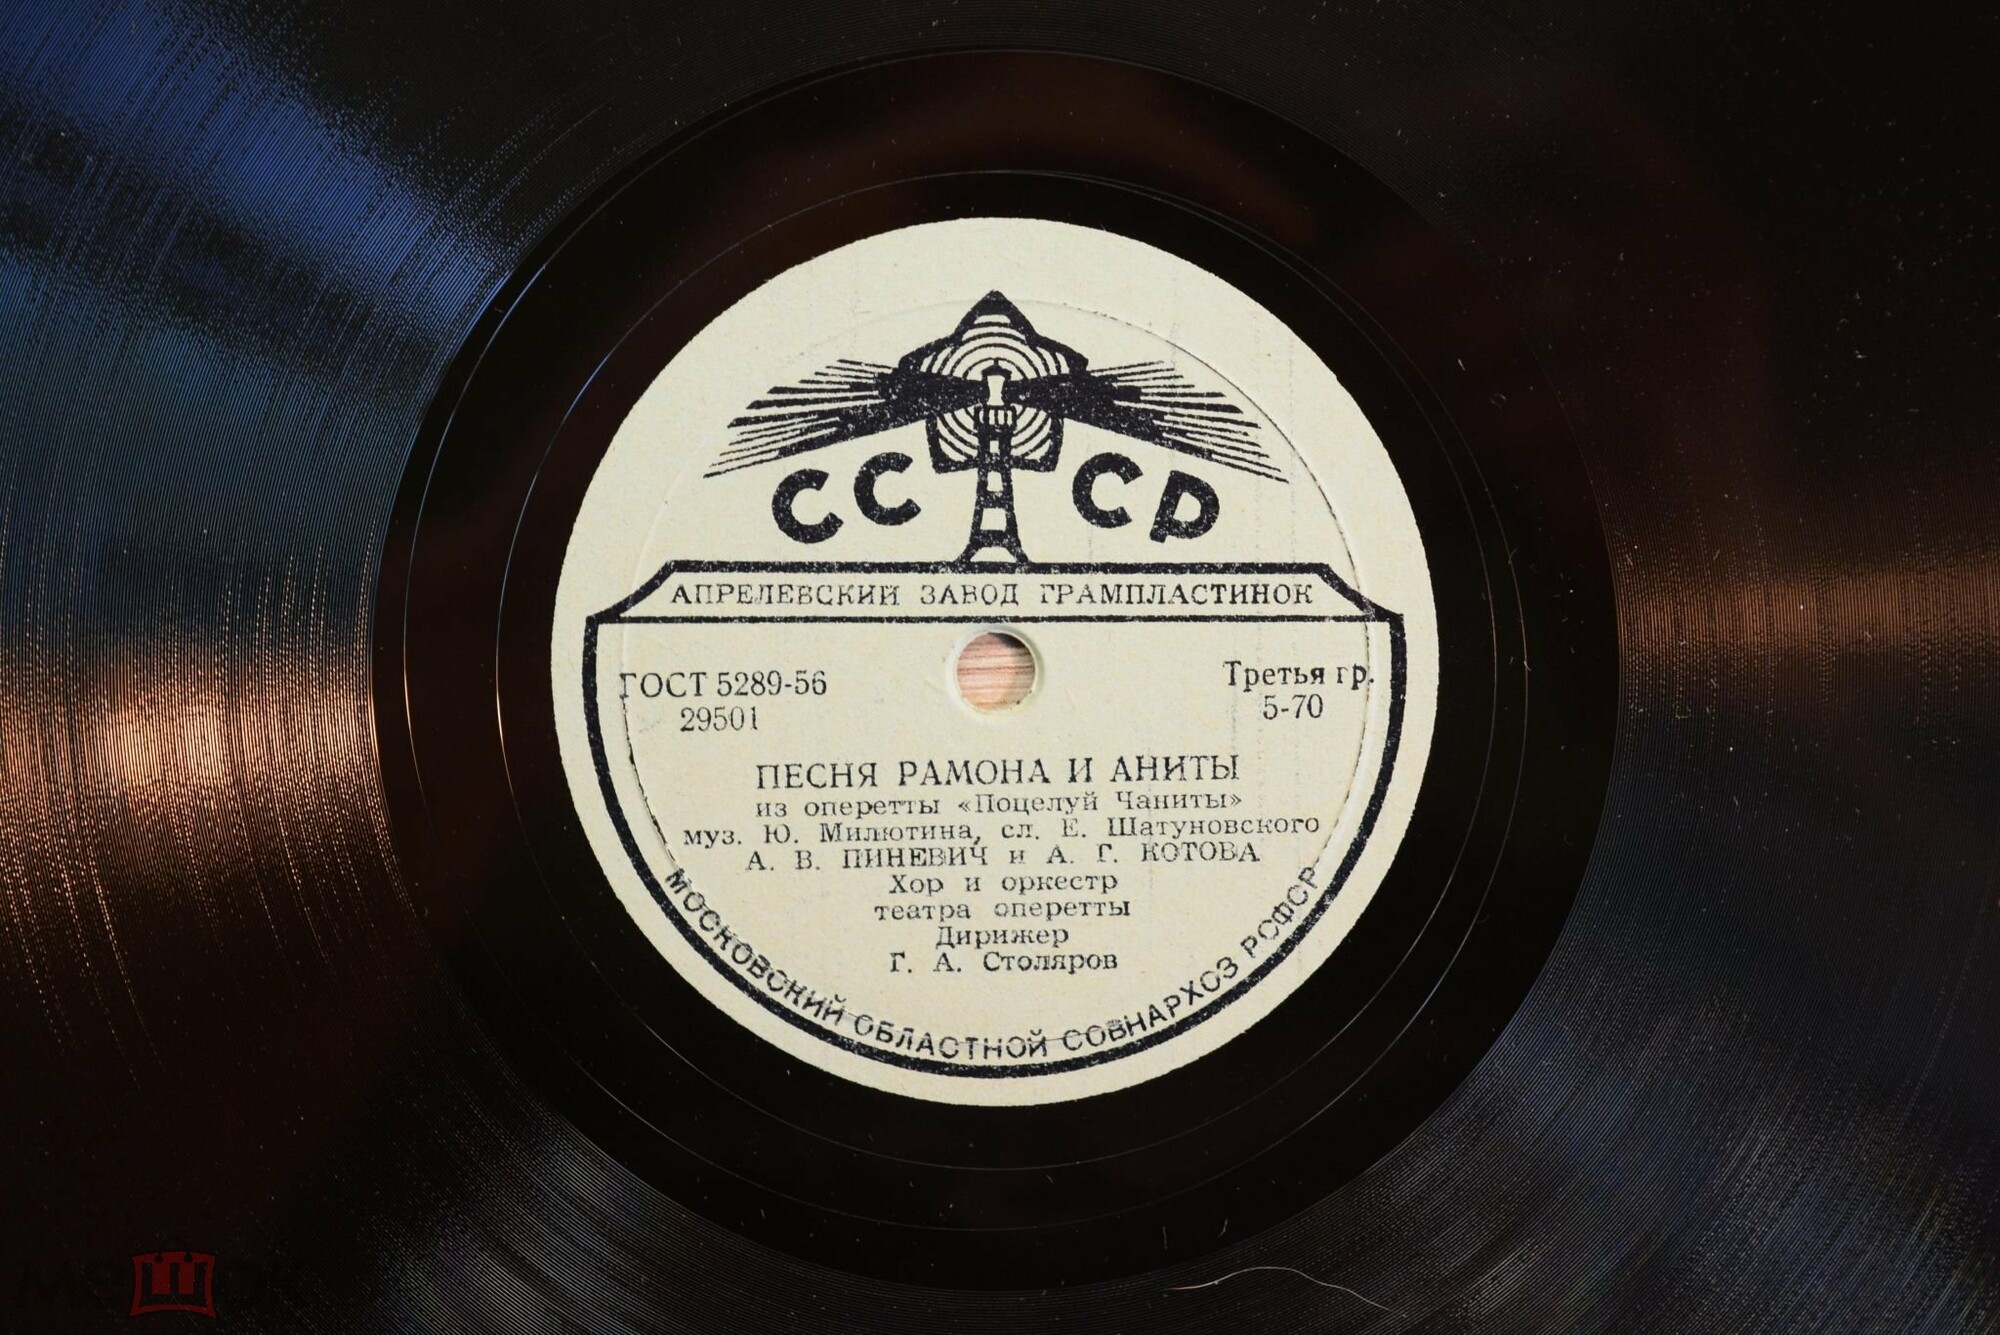 СССР
АПРЕЛЕВСКИЙ ЗАВОД ГРАМПЛАСТИНОК
ГОСТ 5289-56
29501
Третья гр.
5-70
ПЕСНЯ РАМОНА И АНИТЫ
из оперетты «Поцелуй Чаниты»
муз. Ю. Милютина, сл. Е. Шатуновского
А. В. ПИНЕВИЧ и А. Г. КОТОВА
Хор и оркестр
театра оперетты
Дирижер
Г. А. Столяров
МОСКОВСКИЙ ОБЛАСТНОЙ СОВНАРХОЗ РСФСР